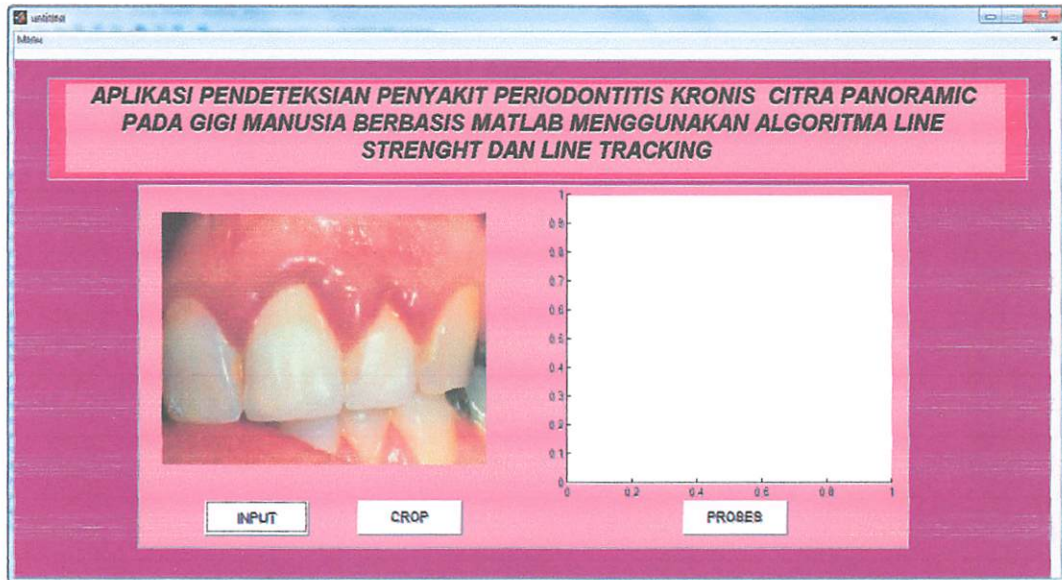 untitled
Menu
APLIKASI PENDETEKSIAN PENYAKIT PERIODONTITIS KRONIS CITRA PANORAMIC
PADA GIGI MANUSIA BERBASIS MATLAB MENGGUNAKAN ALGORITMA LINE
STRENGHT DAN LINE TRACKING
1
0.9
0.8
0.7
0.6
0.5
0.4
0.3
0.2
0.1
0
0 0.2 0.4 0.6 0.8 1
INPUT CROP PROSES